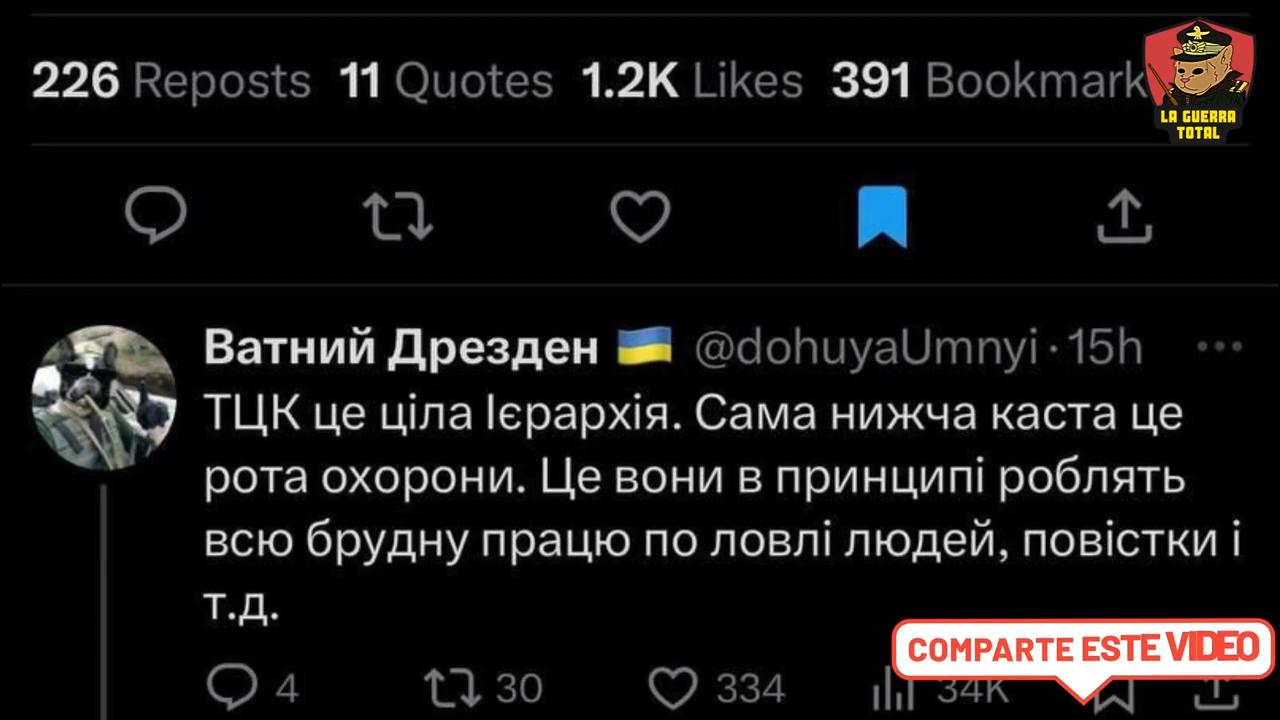 226 Reposts 11 Quotes 1.2K Likes 391 Bookmark
LA GUERRA
TOTAL
Ватний Дрезден 🇺🇦 @dohuyaUmnyi · 15h
ТЦК це ціла Ієрархія. Сама нижча каста це
рота охорони. Це вони в принципі роблять
всю брудну працю по ловлі людей, повістки і
т.д.
COMPARTE ESTE VIDEO
4 30 334 34K